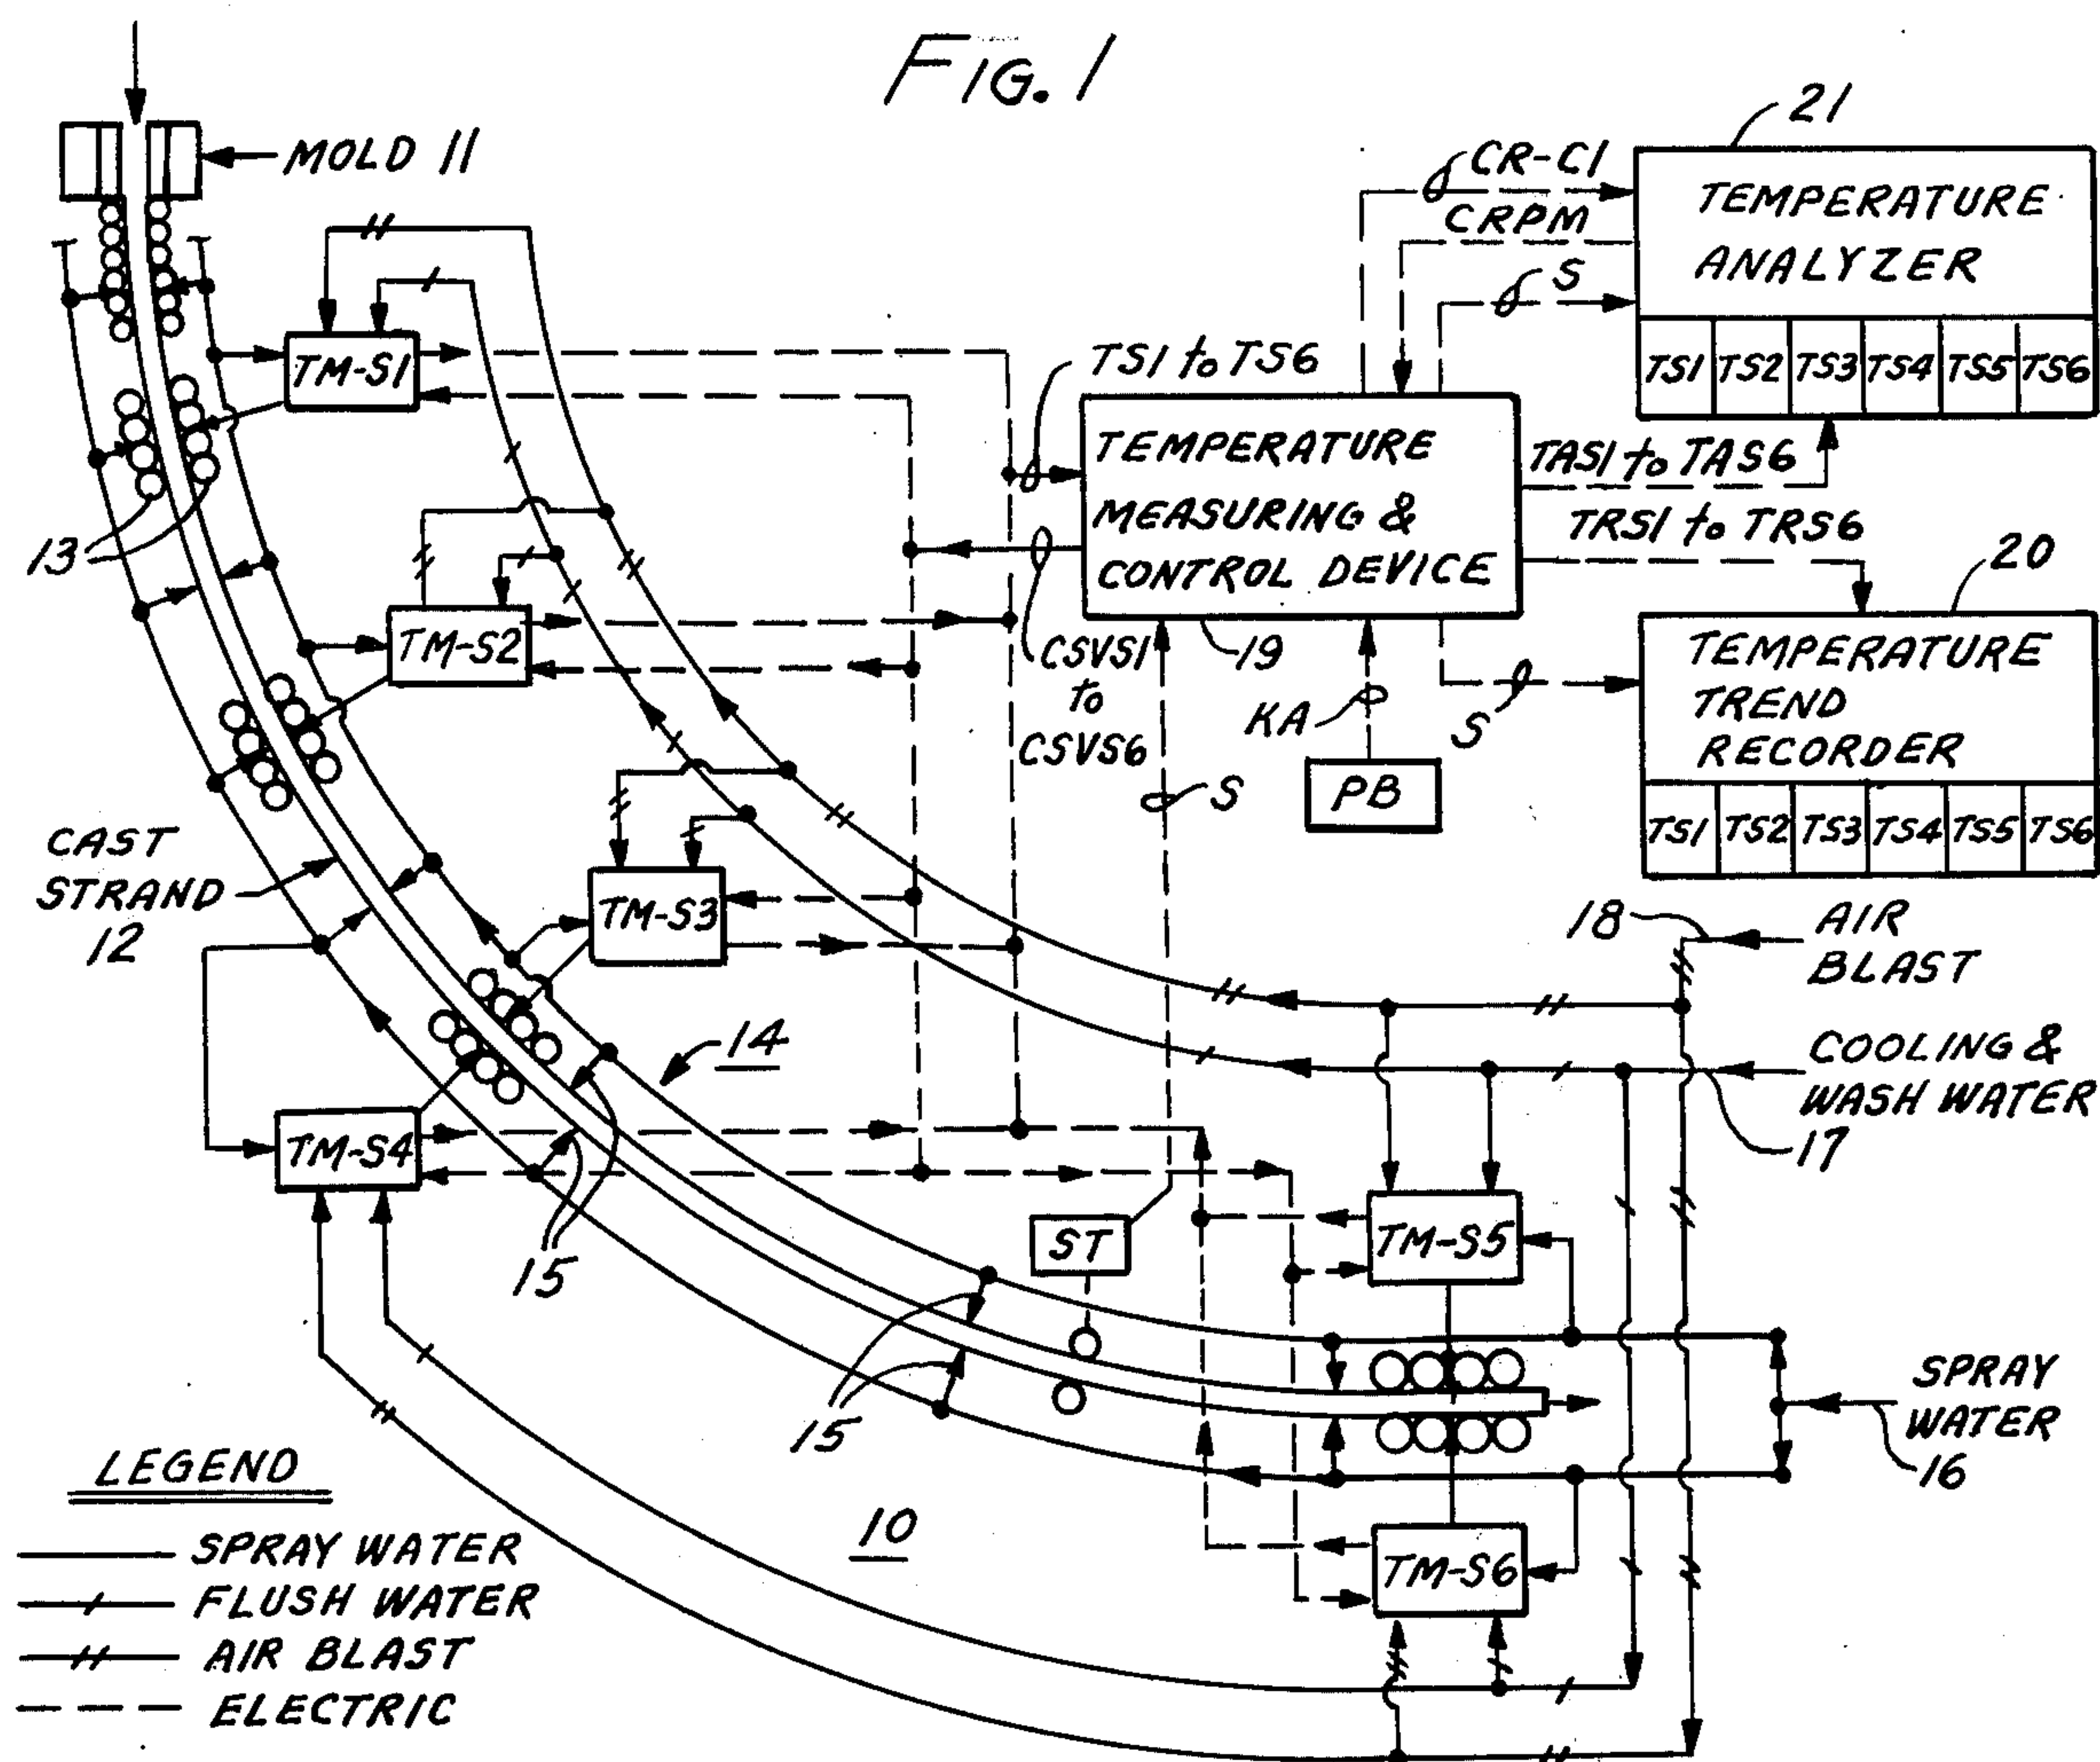 FIG. 1
MOLD 11
21
CR-C1
CRPM
S
TEMPERATURE
ANALYZER
TS1 TS2 TS3 TS4 TS5 TS6
TM-S1
TS1 to TS6
TEMPERATURE
MEASURING &
CONTROL DEVICE
TAS1 to TAS6
TRS1 to TRS6
13
20
TM-S2
CSVS1
to
CSVS6
19
KA
S
S
PB
TEMPERATURE
TREND
RECORDER
TS1 TS2 TS3 TS4 TS5 TS6
CAST
STRAND
12
TM-S3
18
AIR
BLAST
14
COOLING &
WASH WATER
17
TM-S4
15
ST
TM-S5
15
SPRAY
WATER
16
10
TM-S6
LEGEND
SPRAY WATER
FLUSH WATER
AIR BLAST
ELECTRIC